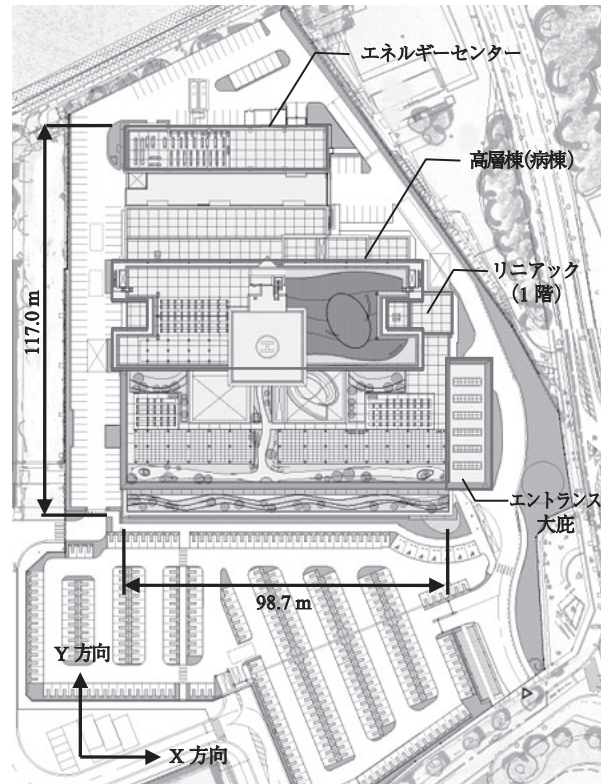 エネルギーセンター
高層棟(病棟)
リニアック
(1 階)
117.0 m
エントランス
大庇
98.7 m
Y 方向
X 方向